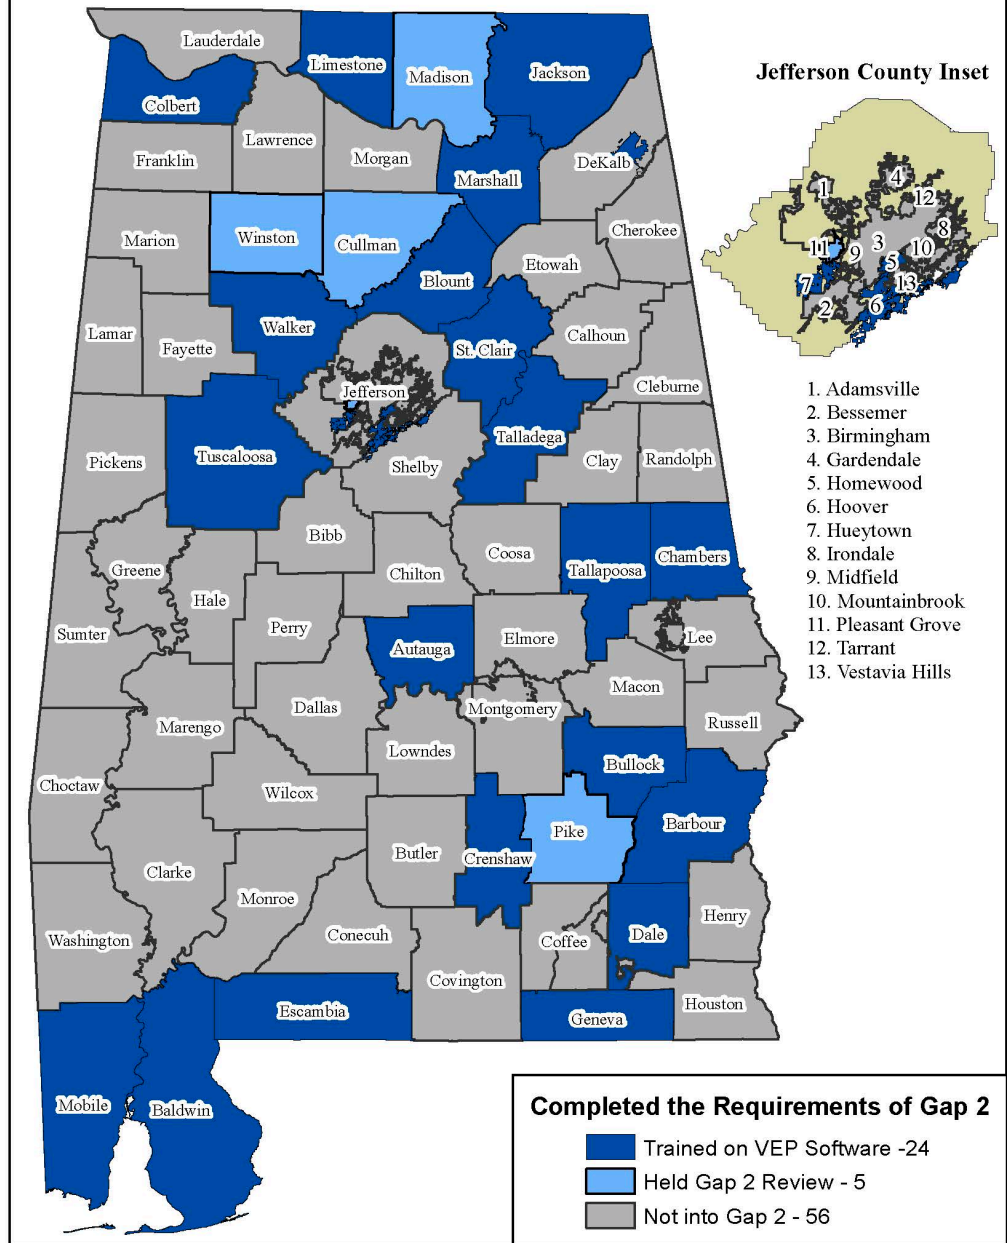 Lauderdale
Limestone
Madison
Jackson
Colbert
Lawrence
Franklin
Morgan
DeKalb
Marshall
Marion
Winston
Cullman
Cherokee
Etowah
Blount
Lamar
Fayette
Walker
St. Clair
Calhoun
Jefferson
Cleburne
Talladega
Pickens
Tuscaloosa
Shelby
Clay
Randolph
Bibb
Coosa
Chambers
Greene
Chilton
Tallapoosa
Hale
Perry
Sumter
Autauga
Elmore
Lee
Macon
Dallas
Montgomery
Marengo
Russell
Lowndes
Choctaw
Bullock
Wilcox
Pike
Barbour
Butler
Crenshaw
Clarke
Monroe
Henry
Washington
Conecuh
Coffee
Dale
Covington
Escambia
Geneva
Houston
Mobile
Baldwin
Jefferson County Inset
1
4
12
8
3
10
11
9
5
13
7
2
6
1. Adamsville
2. Bessemer
3. Birmingham
4. Gardendale
5. Homewood
6. Hoover
7. Hueytown
8. Irondale
9. Midfield
10. Mountainbrook
11. Pleasant Grove
12. Tarrant
13. Vestavia Hills
Completed the Requirements of Gap 2
Trained on VEP Software -24
Held Gap 2 Review - 5
Not into Gap 2 - 56